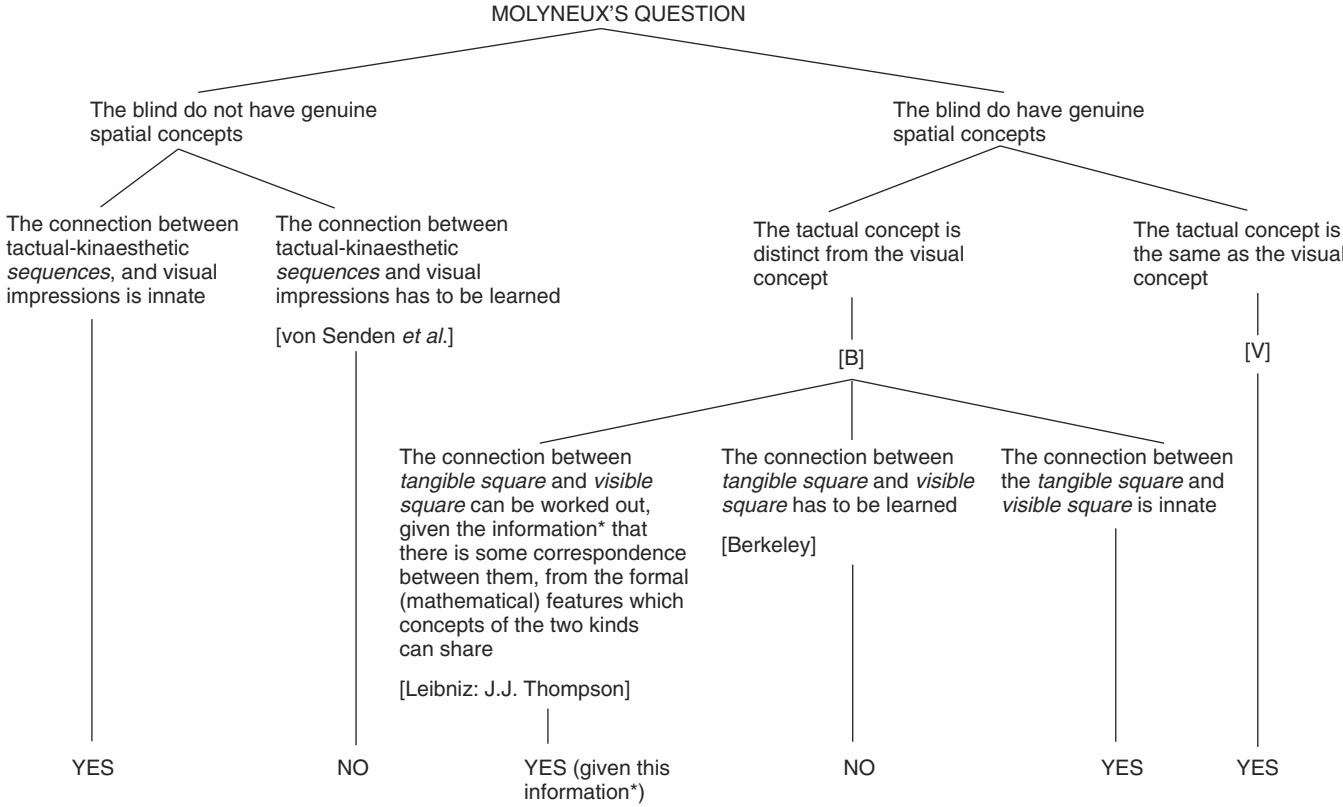 MOLYNEUX'S QUESTION
The blind do not have genuine
spatial concepts
The blind do have genuine
spatial concepts
The connection between
tactual-kinaesthetic
sequences, and visual
impressions is innate
The connection between
tactual-kinaesthetic
sequences and visual
impressions has to be learned
[von Senden et al.]
The tactual concept is
distinct from the visual
concept
[B]
The tactual concept is
the same as the visual
concept
[V]
The connection between
tangible square and visible
square can be worked out,
given the information* that
there is some correspondence
between them, from the formal
(mathematical) features which
concepts of the two kinds
can share
[Leibniz: J.J. Thompson]
The connection between
tangible square and visible
square has to be learned
[Berkeley]
The connection between
the tangible square and
visible square is innate
YES
NO
YES (given this
information*)
NO
YES
YES